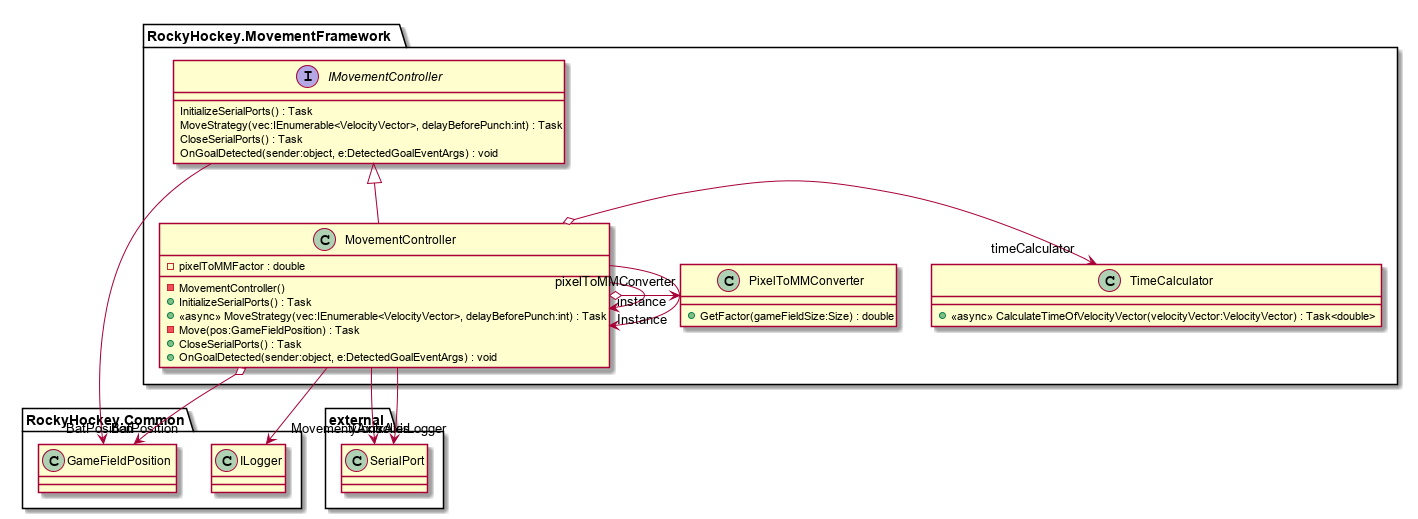 RockyHockey.MovementFramework
I IMovementController
InitializeSerialPorts() : Task
MoveStrategy(vec:IEnumerable<VelocityVector>, delayBeforePunch:int) : Task
CloseSerialPorts() : Task
OnGoalDetected(sender:object, e:DetectedGoalEventArgs) : void
C MovementController
pixelToMMFactor : double
MovementController()
InitializeSerialPorts() : Task
«async» MoveStrategy(vec:IEnumerable<VelocityVector>, delayBeforePunch:int) : Task
Move(pos:GameFieldPosition) : Task
CloseSerialPorts() : Task
OnGoalDetected(sender:object, e:DetectedGoalEventArgs) : void
pixelToMMConverter
instance
Instance
C PixelToMMConverter
GetFactor(gameFieldSize:Size) : double
timeCalculator
C TimeCalculator
«async» CalculateTimeOfVelocityVector(velocityVector:VelocityVector) : Task<double>
RockyHockey.Common
BatPosition
BatPosition
C GameFieldPosition
C ILogger
external
C SerialPort